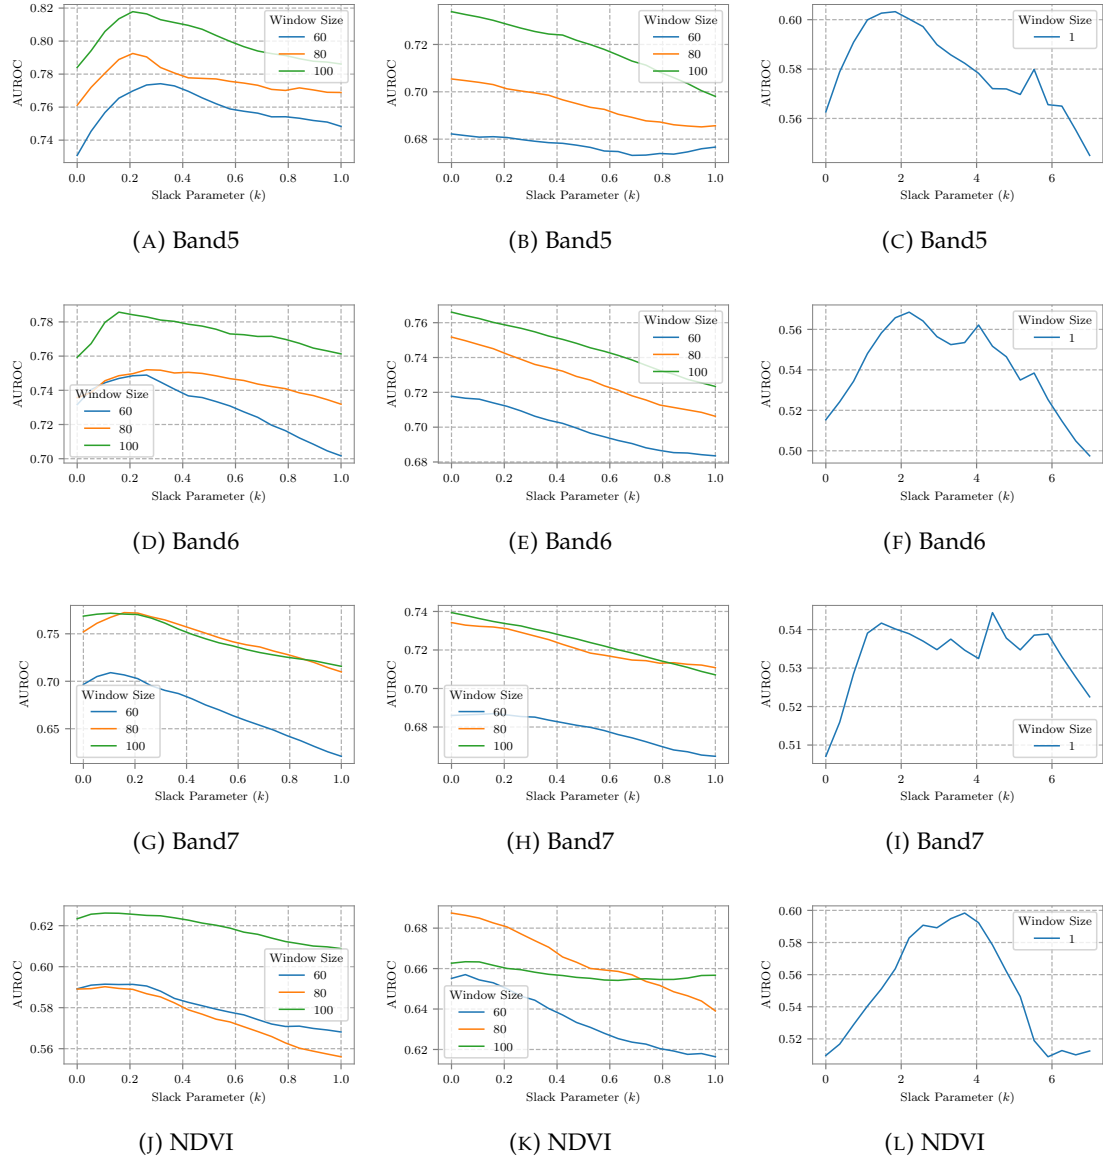 0.82
0.80
0.78
0.76
0.74
AUROC
0.0 0.2 0.4 0.6 0.8 1.0
Slack Parameter (k)
Window Size
60
80
100
(A) Band5
0.72
0.70
0.68
AUROC
0.0 0.2 0.4 0.6 0.8 1.0
Slack Parameter (k)
Window Size
60
80
100
(B) Band5
0.60
0.58
0.56
AUROC
0 2 4 6
Slack Parameter (k)
Window Size
1
(C) Band5
0.78
0.76
0.74
0.72
0.70
AUROC
0.0 0.2 0.4 0.6 0.8 1.0
Slack Parameter (k)
Window Size
60
80
100
(D) Band6
0.76
0.74
0.72
0.70
0.68
AUROC
0.0 0.2 0.4 0.6 0.8 1.0
Slack Parameter (k)
Window Size
60
80
100
(E) Band6
0.56
0.54
0.52
0.50
AUROC
0 2 4 6
Slack Parameter (k)
Window Size
1
(F) Band6
0.75
0.70
0.65
AUROC
0.0 0.2 0.4 0.6 0.8 1.0
Slack Parameter (k)
Window Size
60
80
100
(G) Band7
0.74
0.72
0.70
0.68
AUROC
0.0 0.2 0.4 0.6 0.8 1.0
Slack Parameter (k)
Window Size
60
80
100
(H) Band7
0.54
0.53
0.52
0.51
AUROC
0 2 4 6
Slack Parameter (k)
Window Size
1
(I) Band7
0.62
0.60
0.58
0.56
AUROC
0.0 0.2 0.4 0.6 0.8 1.0
Slack Parameter (k)
Window Size
60
80
100
(J) NDVI
0.68
0.66
0.64
0.62
AUROC
0.0 0.2 0.4 0.6 0.8 1.0
Slack Parameter (k)
Window Size
60
80
100
(K) NDVI
0.60
0.58
0.56
0.54
0.52
AUROC
0 2 4 6
Slack Parameter (k)
Window Size
1
(L) NDVI